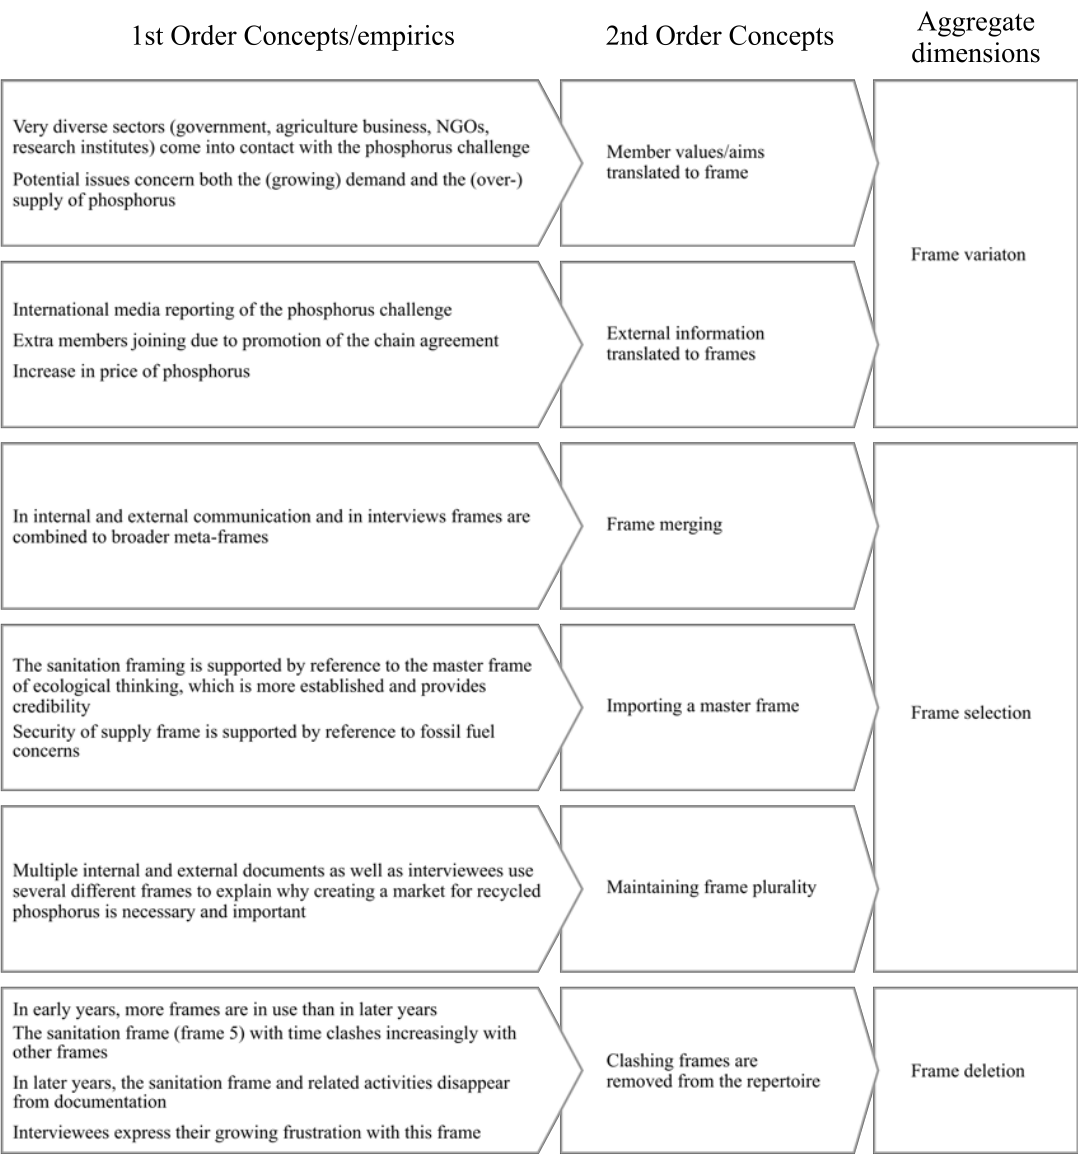 1st Order Concepts/empirics
2nd Order Concepts
Aggregate
dimensions
Very diverse sectors (government, agriculture business, NGOs,
research institutes) come into contact with the phosphorus challenge
Potential issues concern both the (growing) demand and the (over-)
supply of phosphorus
Member values/aims
translated to frame
Frame variaton
International media reporting of the phosphorus challenge
Extra members joining due to promotion of the chain agreement
Increase in price of phosphorus
External information
translated to frames
In internal and external communication and in interviews frames are
combined to broader meta-frames
Frame merging
Frame selection
The sanitation framing is supported by reference to the master frame
of ecological thinking, which is more established and provides
credibility
Security of supply frame is supported by reference to fossil fuel
concerns
Importing a master frame
Multiple internal and external documents as well as interviewees use
several different frames to explain why creating a market for recycled
phosphorus is necessary and important
Maintaining frame plurality
In early years, more frames are in use than in later years
The sanitation frame (frame 5) with time clashes increasingly with
other frames
In later years, the sanitation frame and related activities disappear
from documentation
Interviewees express their growing frustration with this frame
Clashing frames are
removed from the repertoire
Frame deletion